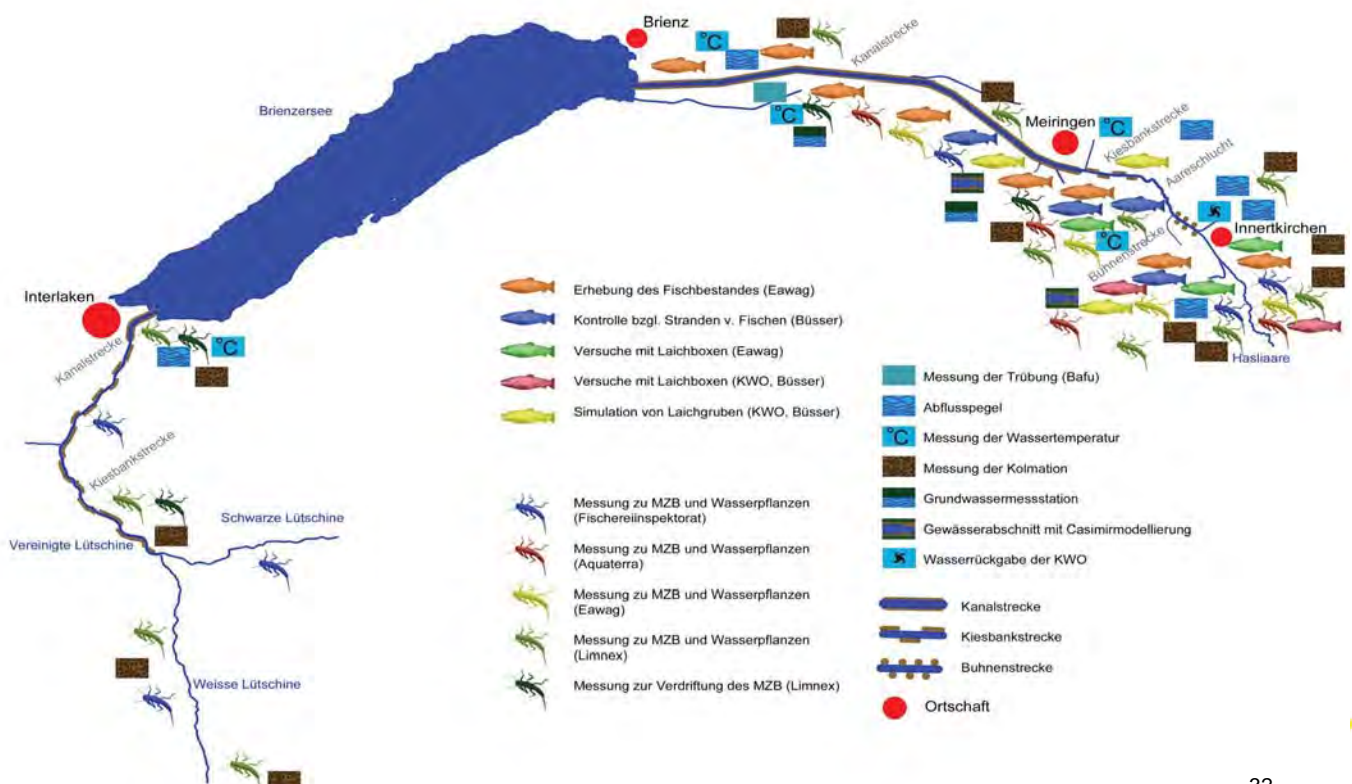 Brienz
°C
Kanalstrecke
Brienzersee
°C
Meiringen
°C
Kiesbankstrecke
Aareschlucht
Innertkirchen
°C
Buhnenstrecke
Hasliaare
Interlaken
Kanalstrecke
°C
Kiesbankstrecke
Schwarze Lütschine
Vereinigte Lütschine
Weisse Lütschine
Erhebung des Fischbestandes (Eawag)
Kontrolle bzgl. Stranden v. Fischen (Büsser)
Versuche mit Laichboxen (Eawag)
Versuche mit Laichboxen (KWO, Büsser)
Simulation von Laichgruben (KWO, Büsser)
Messung zu MZB und Wasserpflanzen
(Fischereiinspektorat)
Messung zu MZB und Wasserpflanzen
(Aquaterra)
Messung zu MZB und Wasserpflanzen
(Eawag)
Messung zu MZB und Wasserpflanzen
(Limnex)
Messung zur Verdriftung des MZB (Limnex)
Messung der Trübung (Bafu)
Abflusspegel
°C Messung der Wassertemperatur
Messung der Kolmation
Grundwassermessstation
Gewässerabschnitt mit Casimirmodellierung
Wasserrückgabe der KWO
Kanalstrecke
Kiesbankstrecke
Buhnenstrecke
Ortschaft